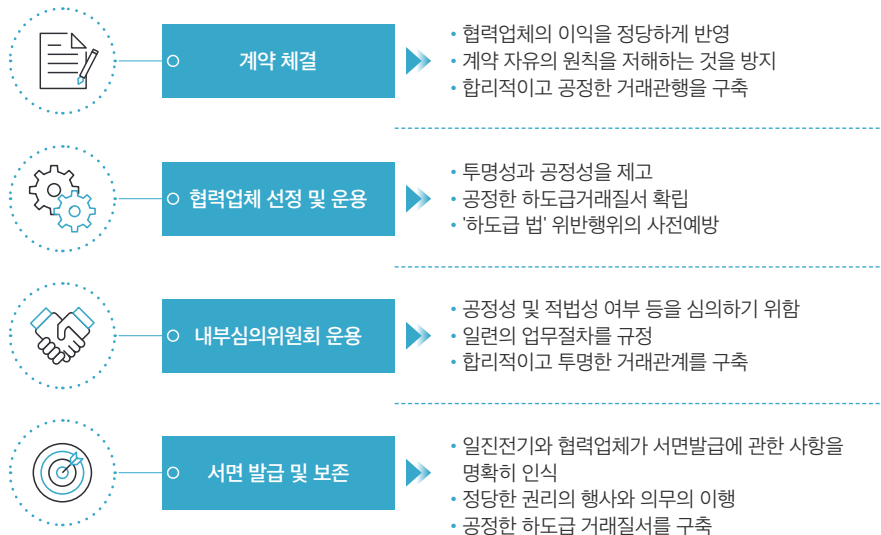 계약 체결
• 협력업체의 이익을 정당하게 반영
• 계약 자유의 원칙을 저해하는 것을 방지
• 합리적이고 공정한 거래관행을 구축
협력업체 선정 및 운용
• 투명성과 공정성을 제고
• 공정한 하도급거래질서 확립
• '하도급 법' 위반행위의 사전예방
내부심의위원회 운용
• 공정성 및 적법성 여부 등을 심의하기 위함
• 일련의 업무절차를 규정
• 합리적이고 투명한 거래관계를 구축
서면 발급 및 보존
• 일진전기와 협력업체가 서면발급에 관한 사항을
명확히 인식
• 정당한 권리의 행사와 의무의 이행
• 공정한 하도급 거래질서를 구축